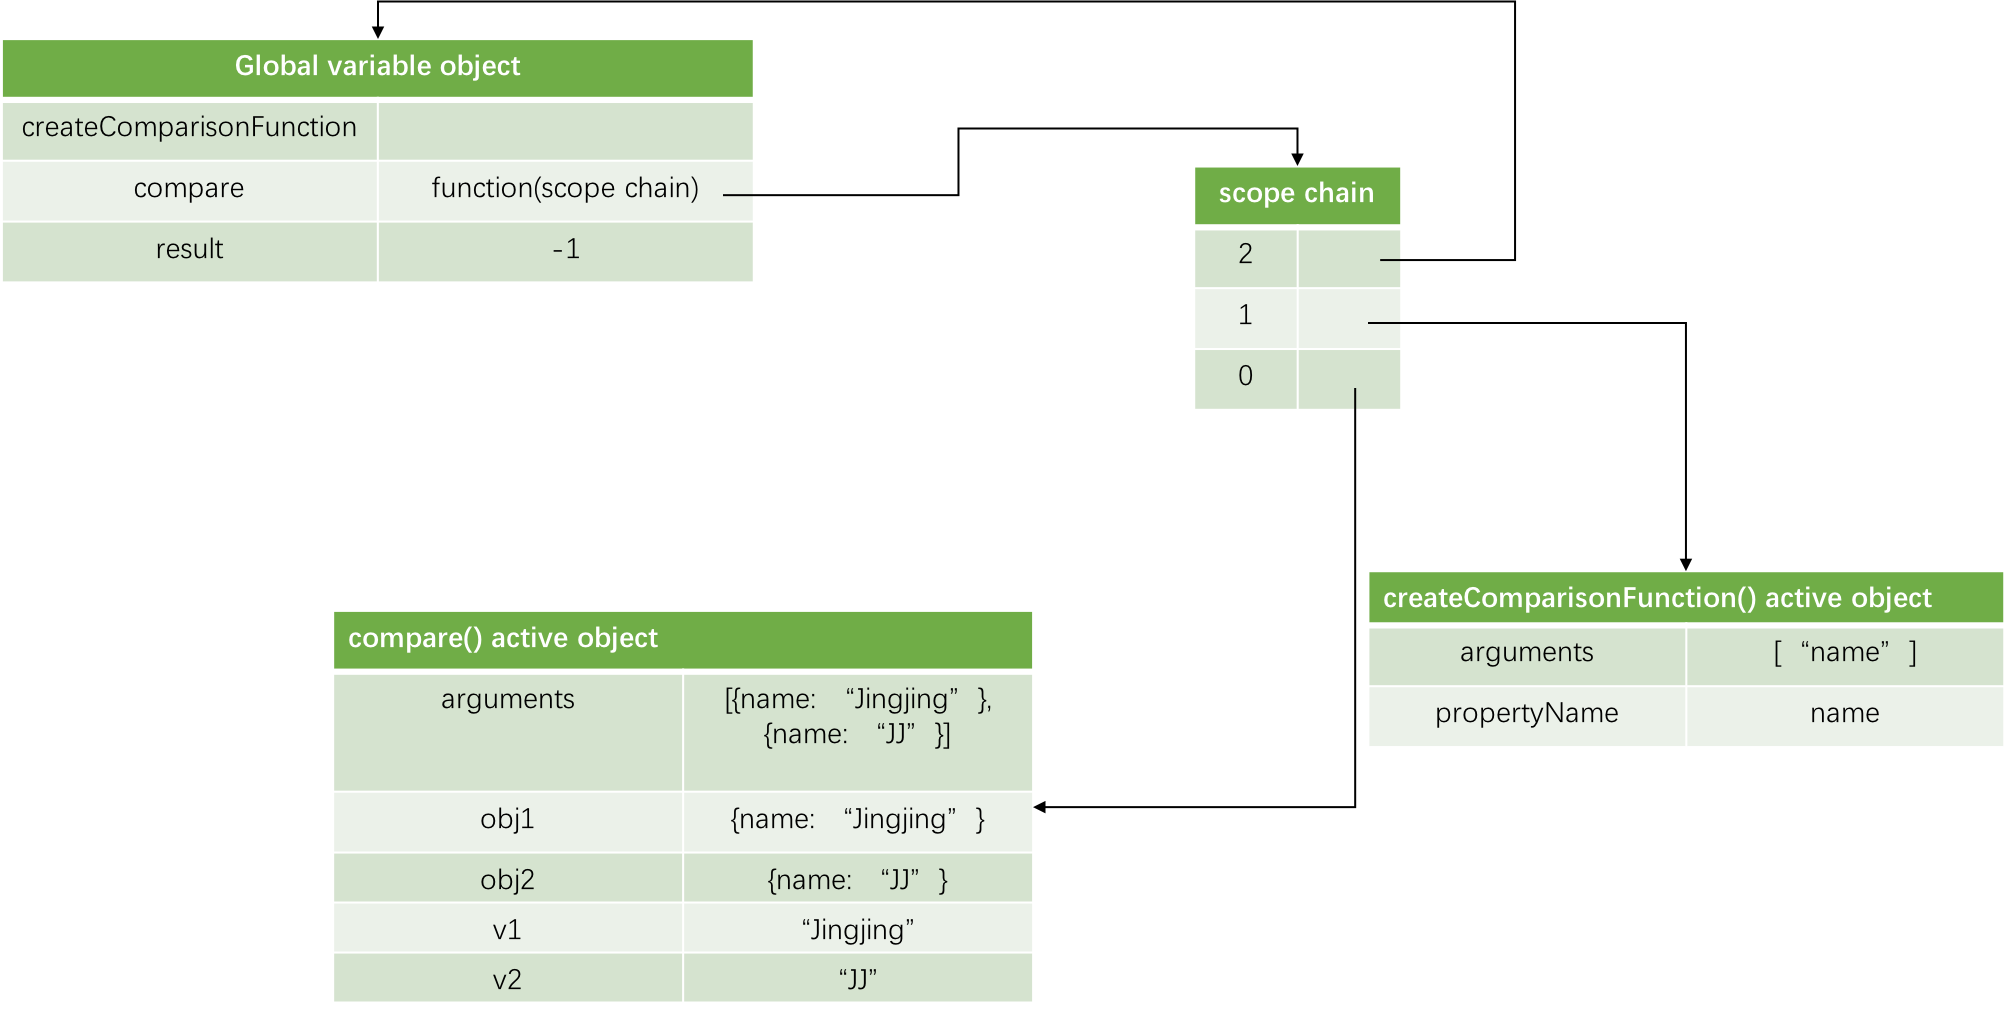 Global variable object
createComparisonFunction
compare function(scope chain)
result -1
scope chain
2
1
0
createComparisonFunction() active object
arguments [ “name” ]
propertyName name
compare() active object
arguments [{name: “Jingjing” },
{name: “JJ” }]
obj1 {name: “Jingjing” }
obj2 {name: “JJ” }
v1 “Jingjing”
v2 “JJ”